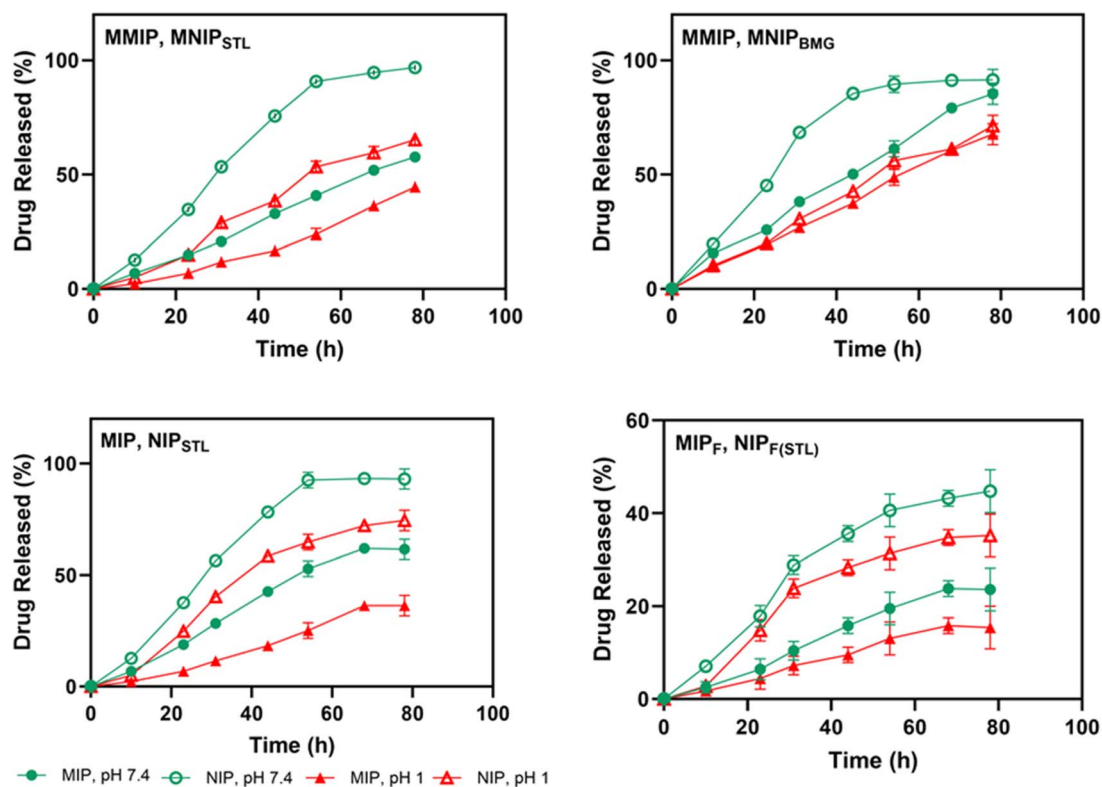 MMIP, MNIPSTL
Drug Released (%)
100
50
0
0 20 40 60 80 100
Time (h)
MMIP, MNIPBMG
Drug Released (%)
100
50
0
0 20 40 60 80 100
Time (h)
MIP, NIPSTL
Drug Released (%)
100
50
0
0 20 40 60 80 100
Time (h)
MIPF, NIPF(STL)
Drug Released (%)
60
40
20
0
0 20 40 60 80 100
Time (h)
MIP, pH 7.4 NIP, pH 7.4 MIP, pH 1 NIP, pH 1